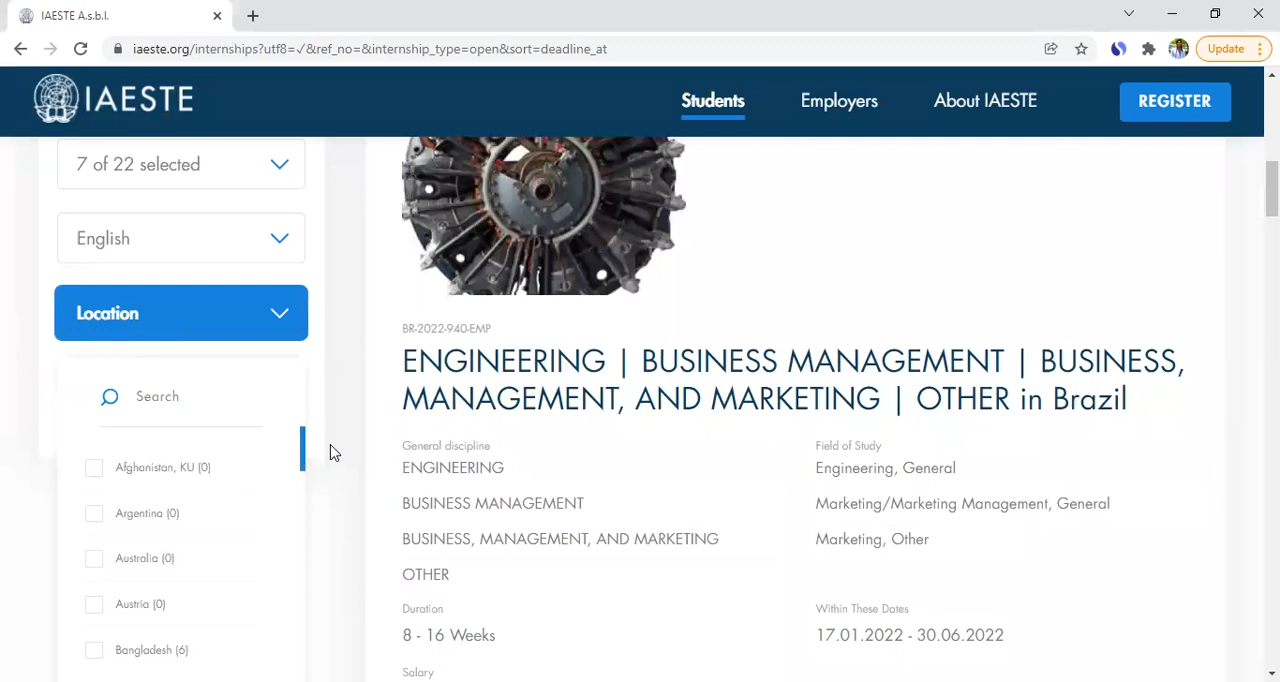 IAESTE A.s.b.l.
iaeste.org/internships?utf8=✓&ref_no=&internship_type=open&sort=deadline_at
Update
IAESTE
Students
Employers
About IAESTE
REGISTER
7 of 22 selected
English
Location
Search
Afghanistan, KU (0)
Argentina (0)
Australia (0)
Austria (0)
Bangladesh (6)
BR-2022-940-EMP
ENGINEERING | BUSINESS MANAGEMENT | BUSINESS,
MANAGEMENT, AND MARKETING | OTHER in Brazil
General discipline
ENGINEERING
BUSINESS MANAGEMENT
BUSINESS, MANAGEMENT, AND MARKETING
OTHER
Field of Study
Engineering, General
Marketing/Marketing Management, General
Marketing, Other
Duration
8 - 16 Weeks
Within These Dates
17.01.2022 - 30.06.2022
Salary